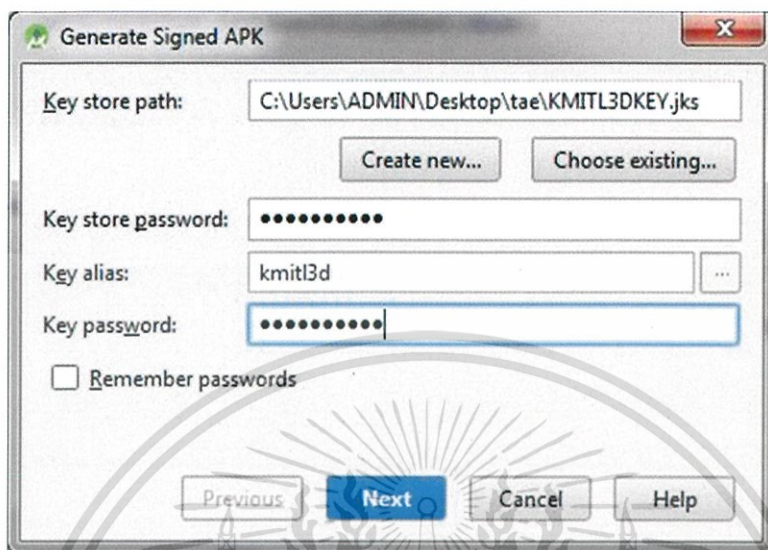 Generate Signed APK
Key store path: C:\Users\ADMIN\Desktop\tae\KMITL3DKEY.jks
Create new... Choose existing...
Key store password: ••••••••••
Key alias: kmitl3d ...
Key password: ••••••••••
Remember passwords
Previous Next Cancel Help